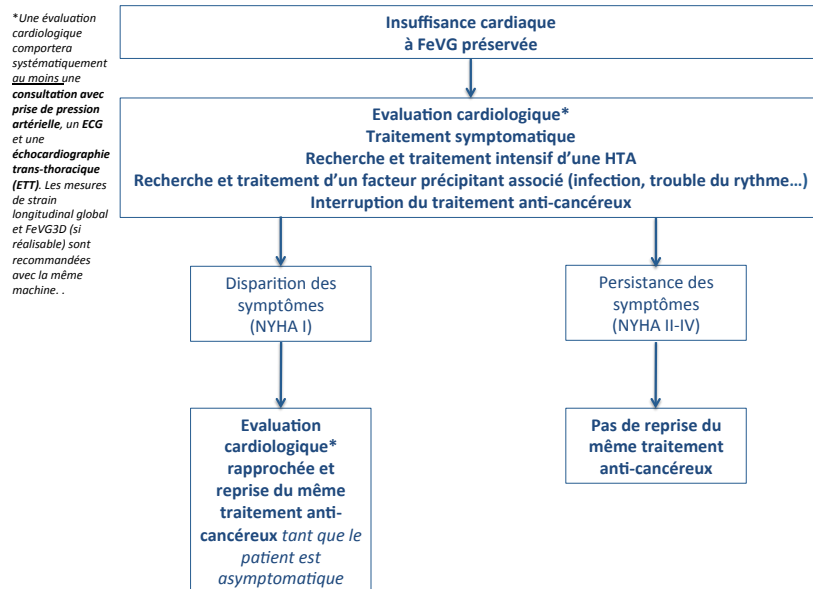 *Une évaluation
cardiologique
comportera
systématiquement
au moins une
consultation avec
prise de pression
artérielle, un ECG
et une
échocardiographie
trans-thoracique
(ETT). Les mesures
de strain
longitudinal global
et FeVG3D (si
réalisable) sont
recommandées
avec la même
machine. .
Insuffisance cardiaque
à FeVG préservée
Evaluation cardiologique*
Traitement symptomatique
Recherche et traitement intensif d'une HTA
Recherche et traitement d'un facteur précipitant associé (infection, trouble du rythme…)
Interruption du traitement anti-cancéreux
Disparition des
symptômes
(NYHA I)
Persistance des
symptômes
(NYHA II-IV)
Evaluation
cardiologique*
rapprochée et
reprise du même
traitement anti-
cancéreux tant que le
patient est
asymptomatique
Pas de reprise du
même traitement
anti-cancéreux